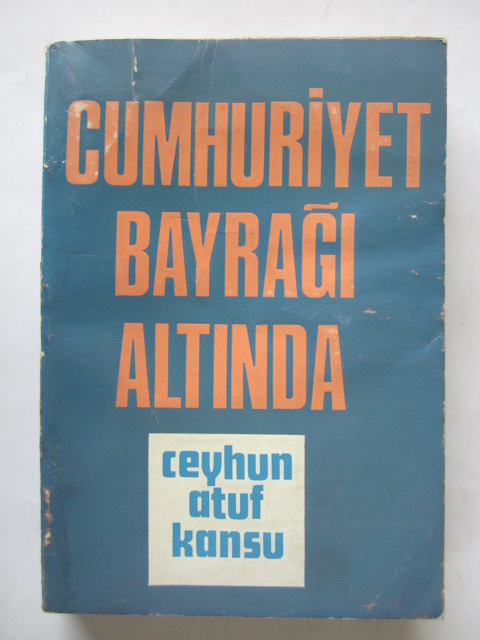 CUMHURİYET
BAYRAĞI
ALTINDA
ceyhun
atuf
kansu